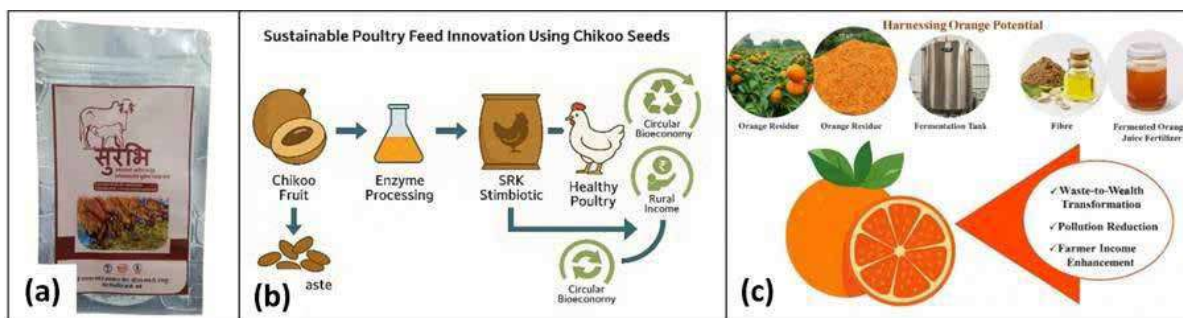 सुरभि
(a)
Sustainable Poultry Feed Innovation Using Chikoo Seeds
Chikoo
Fruit
Enzyme
Processing
SRK
Stimbiotic
Healthy
Poultry
Circular
Bioeconomy
Rural
Income
Circular
Bioeconomy
aste
(b)
Harnessing Orange Potential
Orange Residue
Orange Residue
Fermentation Tank
Fibre
Fermented Orange
Juice Fertilizer
✓Waste-to-Wealth
Transformation
✓Pollution Reduction
✓Farmer Income
Enhancement
(c)